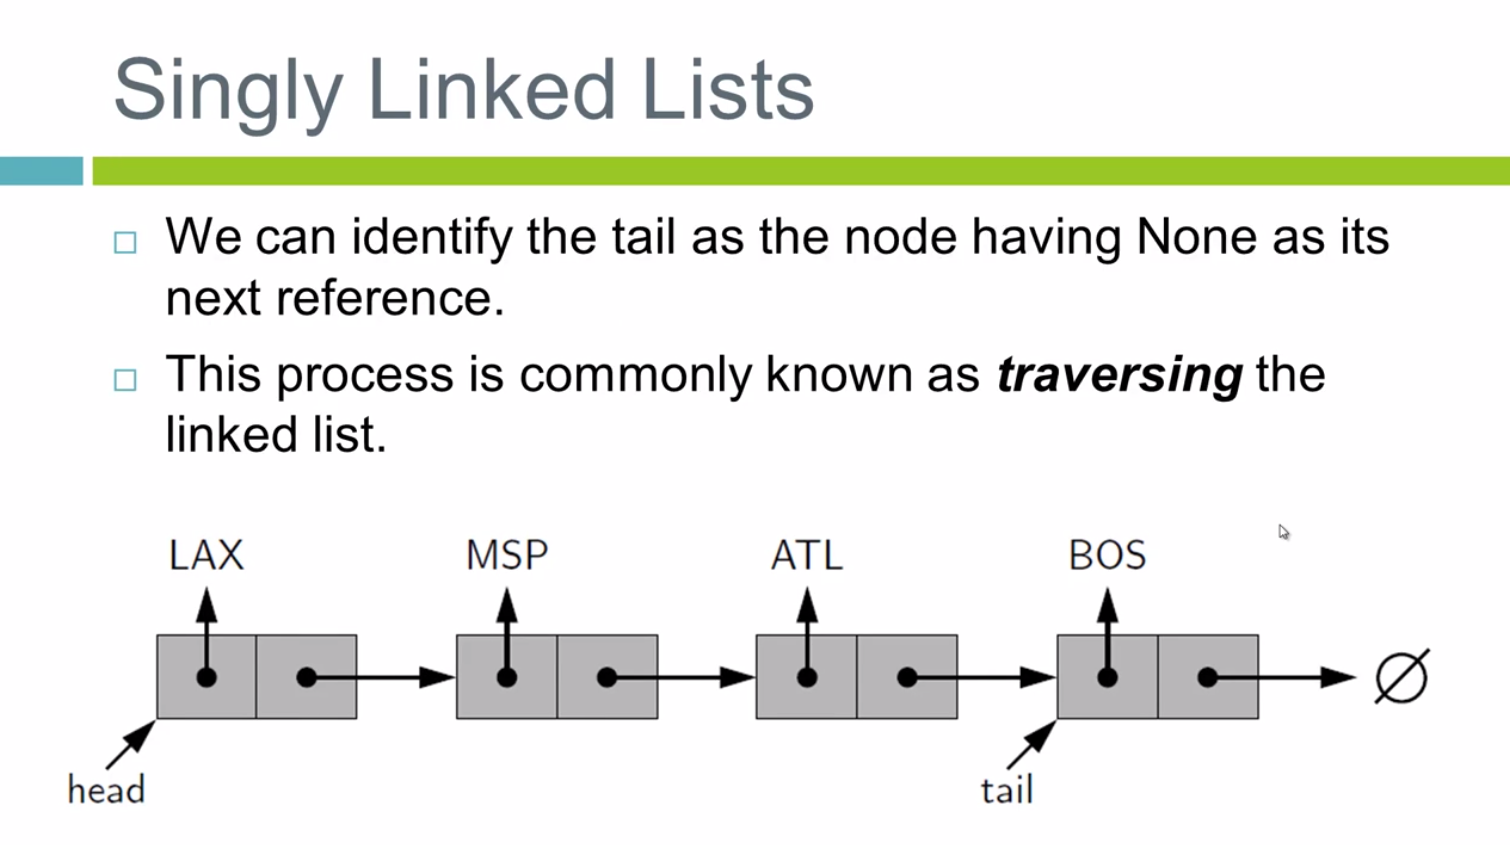 Singly Linked Lists
We can identify the tail as the node having None as its
next reference.
This process is commonly known as traversing the
linked list.
LAX MSP ATL BOS
∅
head tail